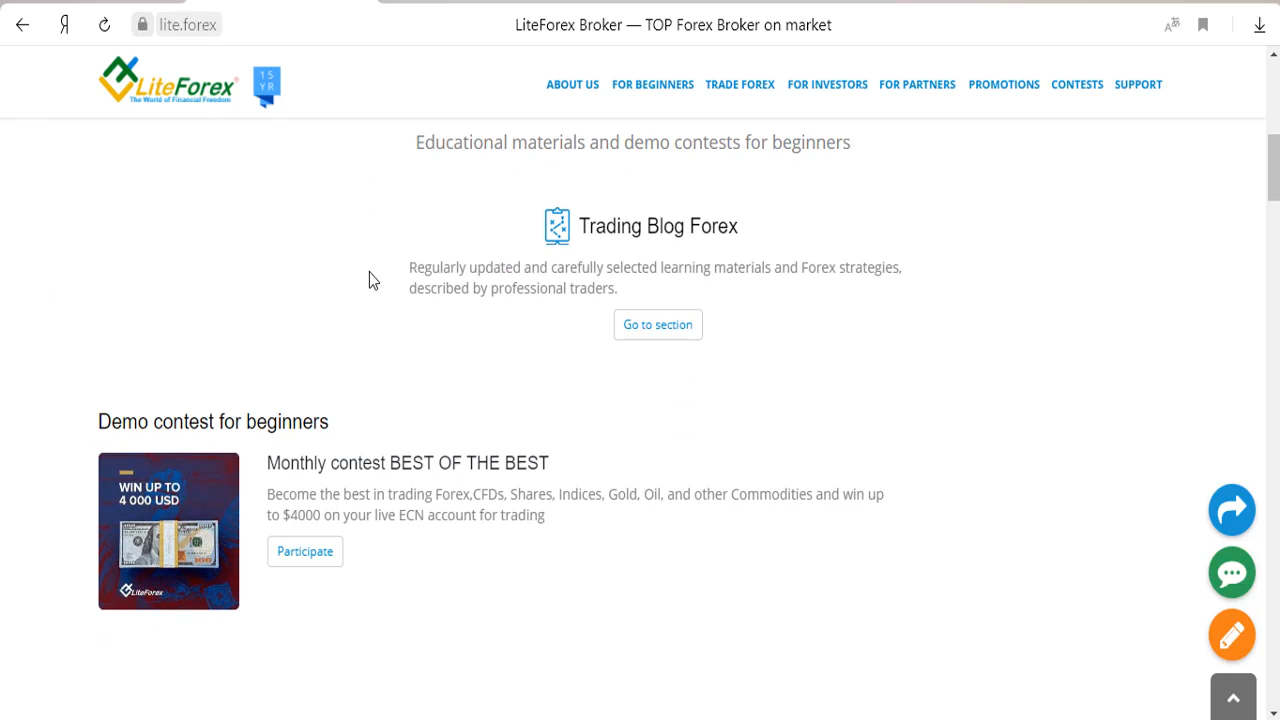 Я
lite.forex
LiteForex Broker — TOP Forex Broker on market
LiteForex®
The World of Financial Freedom
15
YR
ABOUT US FOR BEGINNERS TRADE FOREX FOR INVESTORS FOR PARTNERS PROMOTIONS CONTESTS SUPPORT
Educational materials and demo contests for beginners
Trading Blog Forex
Regularly updated and carefully selected learning materials and Forex strategies,
described by professional traders.
Go to section
Demo contest for beginners
WIN UP TO
4 000 USD
LiteForex
Monthly contest BEST OF THE BEST
Become the best in trading Forex,CFDs, Shares, Indices, Gold, Oil, and other Commodities and win up
to $4000 on your live ECN account for trading
Participate